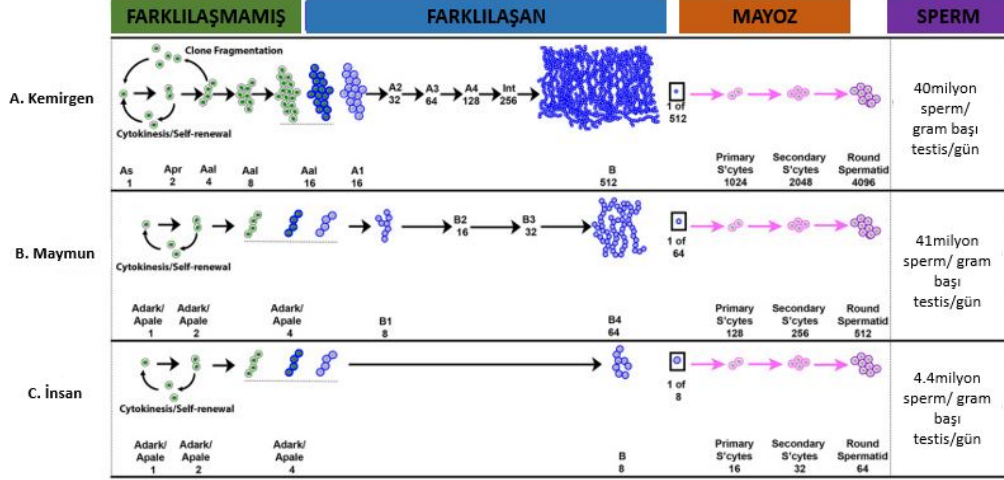 FARKLILAŞMAMIŞ
FARKLILAŞAN
MAYOZ
SPERM
A. Kemirgen
Clone Fragmentation
Cytokinesis/Self-renewal
A2
32
A3
64
A4
128
Int
256
1 of
512
As
1
Apr
2
Aal
4
Aal
8
Aal
16
A1
16
B
512
Primary
S'cytes
1024
Secondary
S'cytes
2048
Round
Spermatid
4096
40milyon
sperm/
gram başı
testis/gün
B. Maymun
Cytokinesis/Self-renewal
B2
16
B3
32
1 of
64
Adark/
Apale
1
Adark/
Apale
2
Adark/
Apale
4
B1
8
B4
64
Primary
S'cytes
128
Secondary
S'cytes
256
Round
Spermatid
512
41milyon
sperm/ gram
başı
testis/gün
C. İnsan
Cytokinesis/Self-renewal
1 of
8
Adark/
Apale
1
Adark/
Apale
2
Adark/
Apale
4
B
8
Primary
S'cytes
16
Secondary
S'cytes
32
Round
Spermatid
64
4.4milyon
sperm/ gram
başı
testis/gün